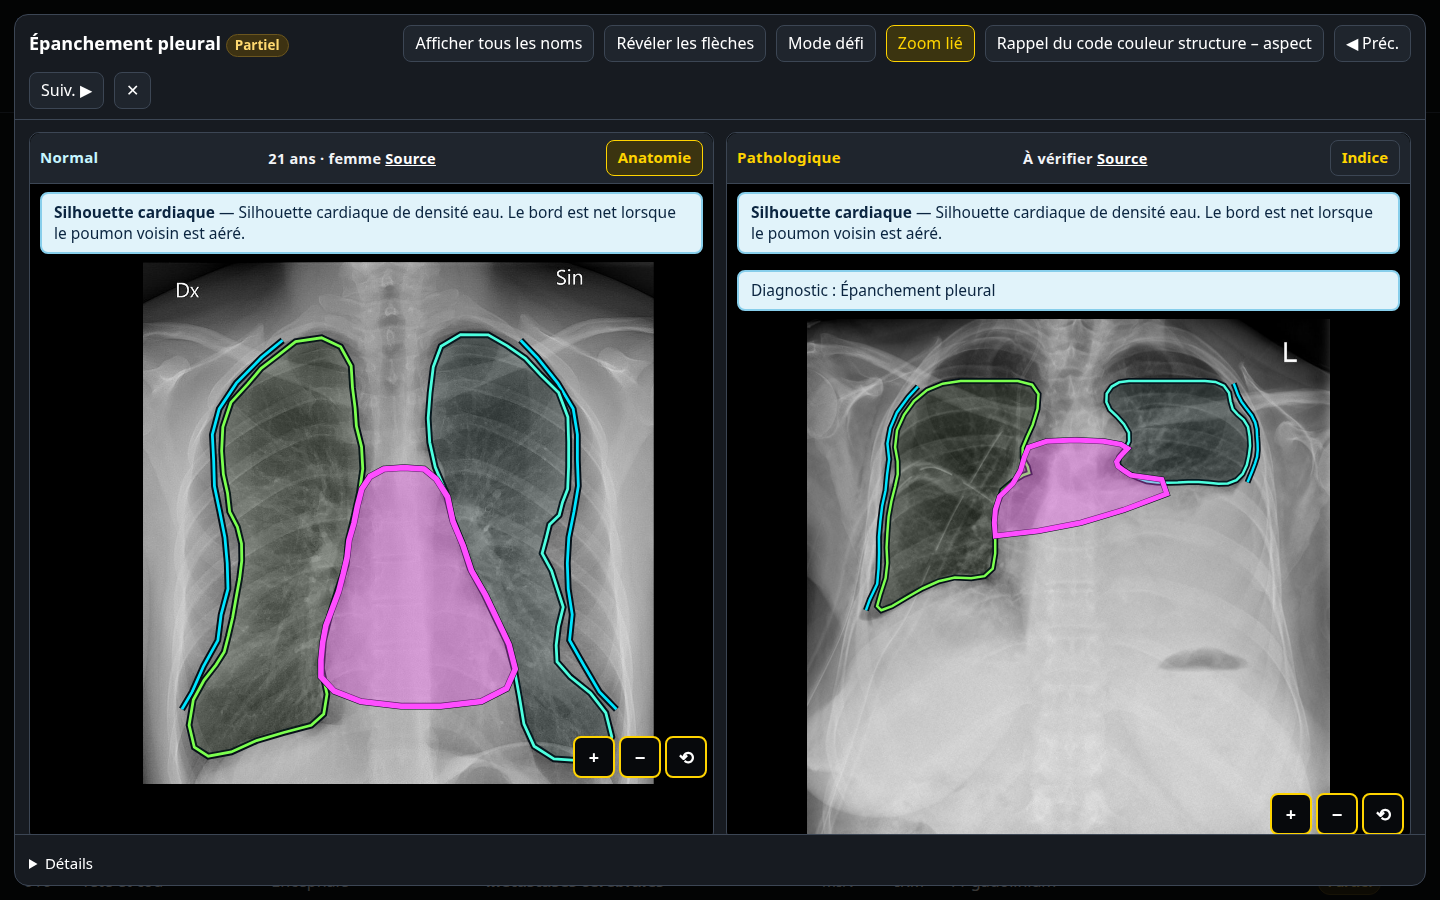 Épanchement pleural Partiel Afficher tous les noms Révéler les flèches Mode défi Zoom lié Rappel du code couleur structure – aspect ◀ Préc.
Suiv. ▶ ✕
Normal 21 ans · femme Source Anatomie
Silhouette cardiaque — Silhouette cardiaque de densité eau. Le bord est net lorsque
le poumon voisin est aéré.
Dx Sin
+ − ⟲
Pathologique À vérifier Source Indice
Silhouette cardiaque — Silhouette cardiaque de densité eau. Le bord est net lorsque
le poumon voisin est aéré.
Diagnostic : Épanchement pleural
L
+ − ⟲
▶ Détails